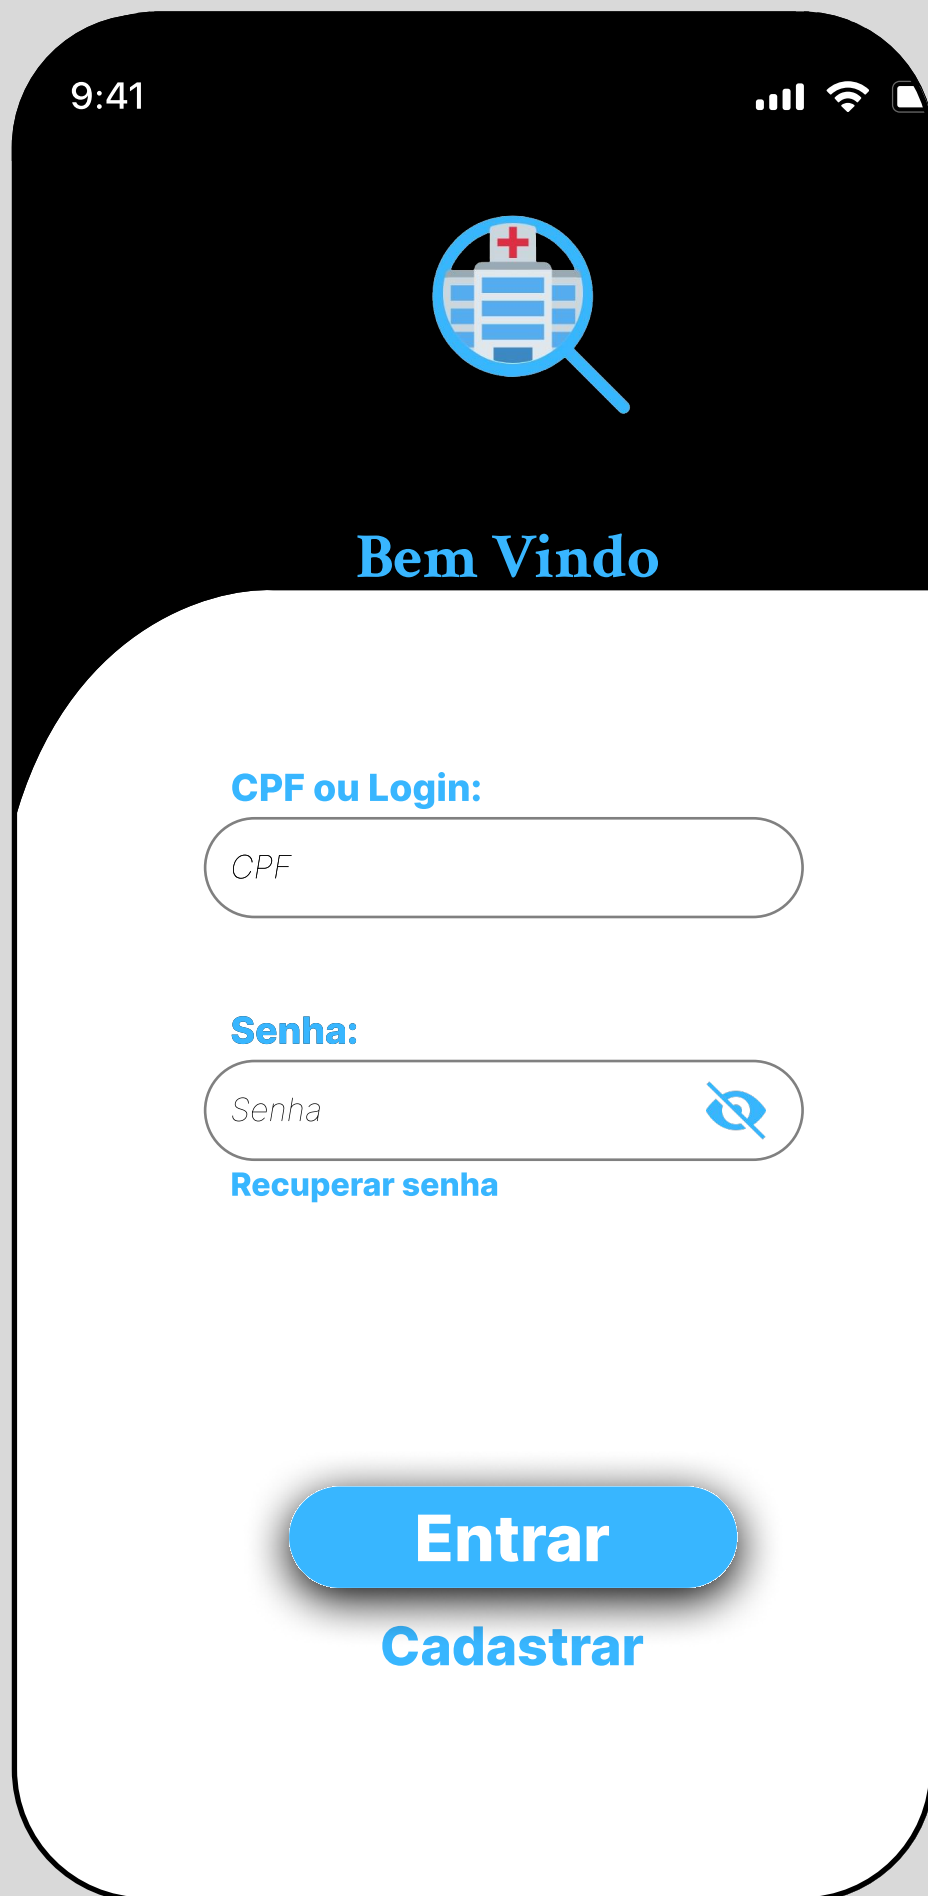 9:41
Bem Vindo
CPF ou Login:
CPF
Senha:
Senha
Recuperar senha
Entrar
Cadastrar